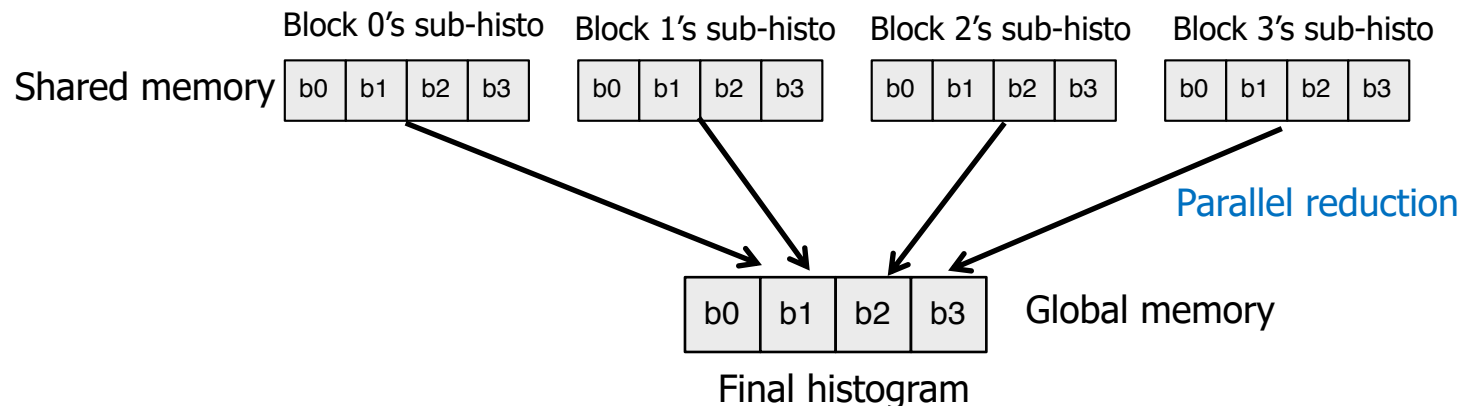 Block 0’s sub-histo Block 1’s sub-histo Block 2’s sub-histo Block 3’s sub-histo
Shared memory b0 b1 b2 b3 b0 b1 b2 b3 b0 b1 b2 b3 b0 b1 b2 b3
Parallel reduction
b0 b1 b2 b3 Global memory
Final histogram